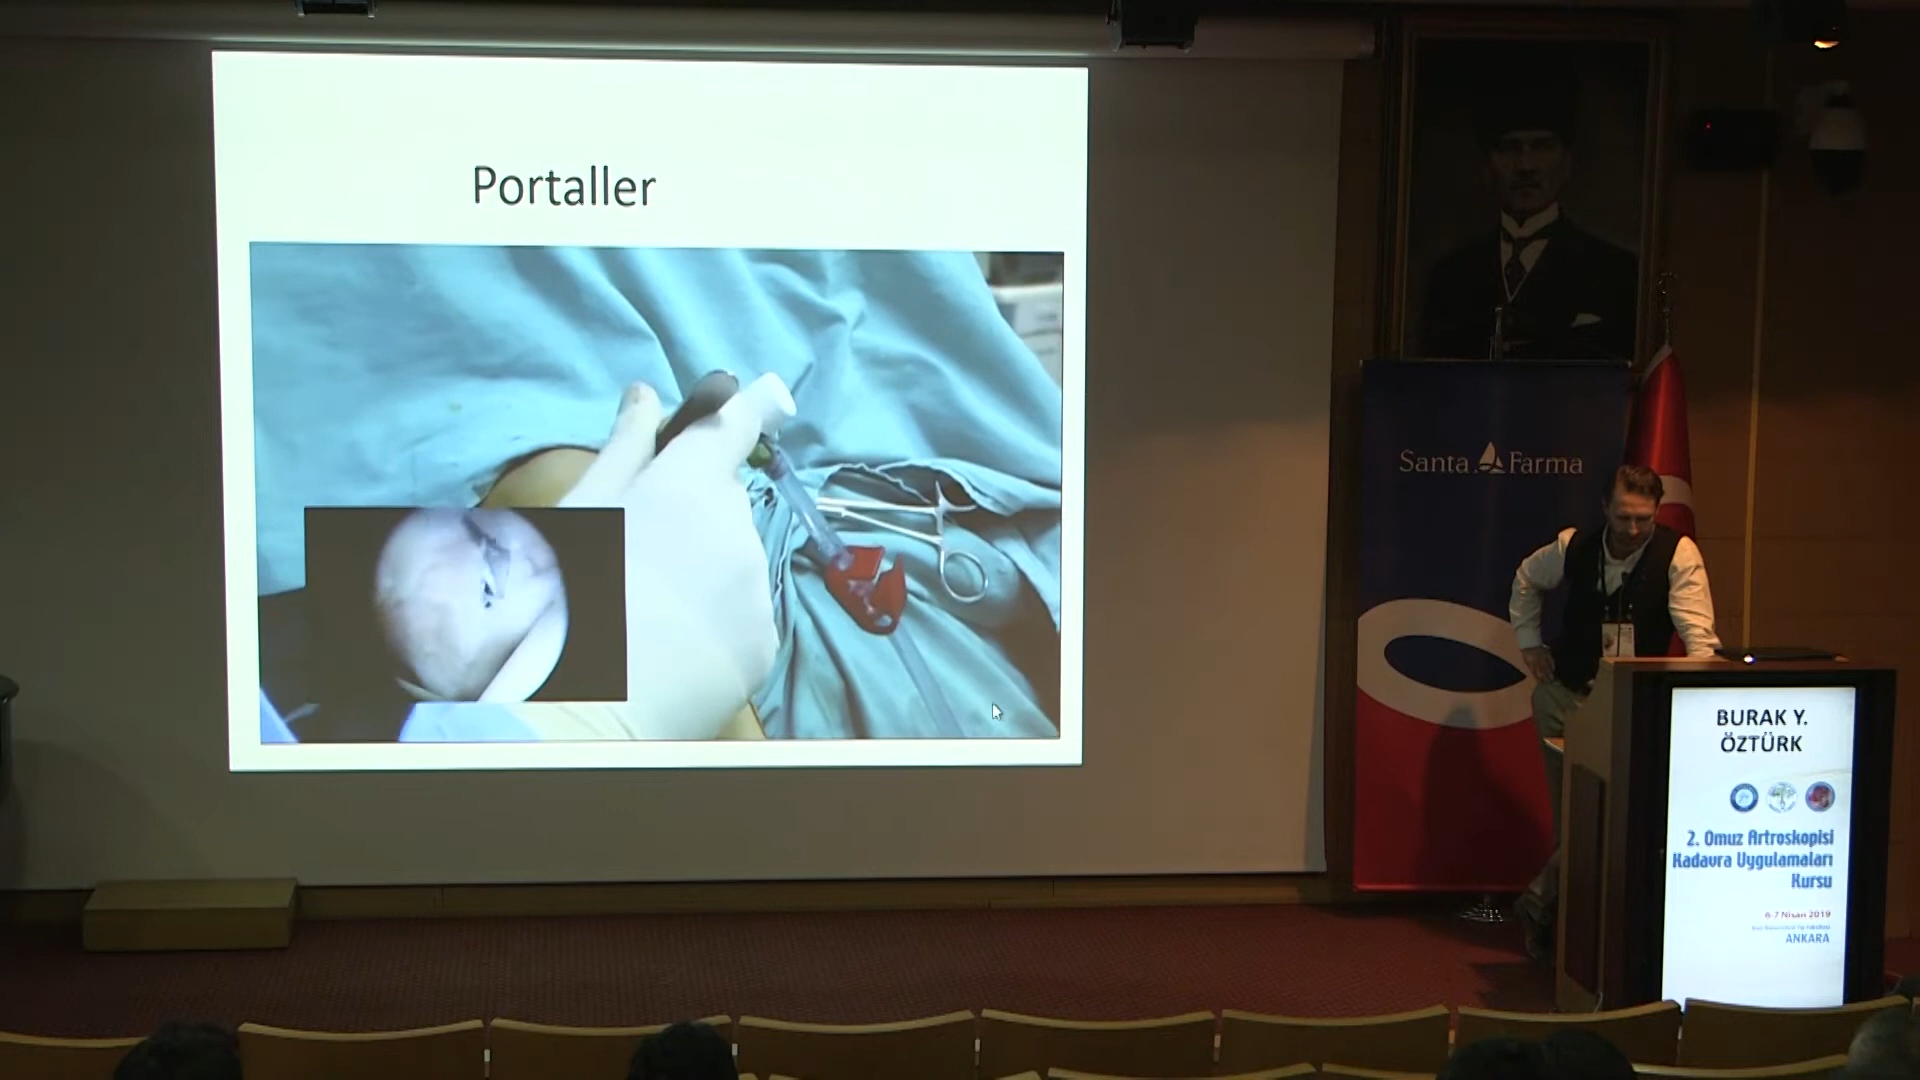 Portaller
Santa Farma
BURAK Y.
ÖZTÜRK
2. Omuz Artroskopisi
Kadavra Uygulamaları
Kursu
6-7 Nisan 2019
ANKARA